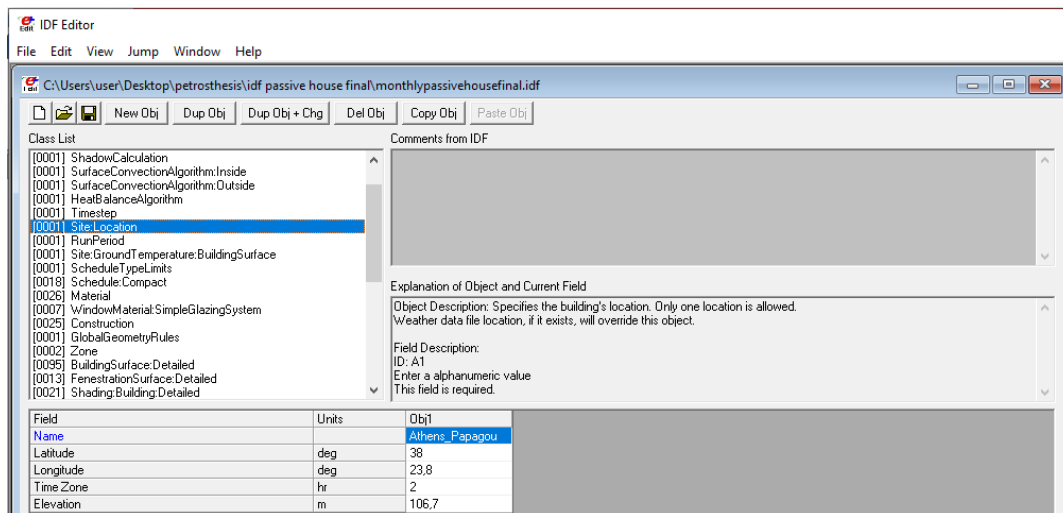 IDF Editor
File Edit View Jump Window Help
C:\Users\user\Desktop\petrosthesis\idf passive house final\monthlypassivehousefinal.idf
New Obj Dup Obj Dup Obj + Chg Del Obj Copy Obj Paste Obj
Class List
[0001] ShadowCalculation
[0001] SurfaceConvectionAlgorithm:Inside
[0001] SurfaceConvectionAlgorithm:Outside
[0001] HeatBalanceAlgorithm
[0001] Timestep
[0001] Site:Location
[0001] RunPeriod
[0001] Site:GroundTemperature:BuildingSurface
[0001] ScheduleTypeLimits
[0018] Schedule:Compact
[0026] Material
[0007] WindowMaterial:SimpleGlazingSystem
[0025] Construction
[0001] GlobalGeometryRules
[0002] Zone
[0095] BuildingSurface:Detailed
[0013] FenestrationSurface:Detailed
[0021] Shading:Building:Detailed
Comments from IDF
Explanation of Object and Current Field
Object Description: Specifies the building's location. Only one location is allowed.
Weather data file location, if it exists, will override this object.
Field Description:
ID: A1
Enter a alphanumeric value
This field is required.
Field Units Obj1
Name Athens_Papagou
Latitude deg 38
Longitude deg 23,8
Time Zone hr 2
Elevation m 106,7